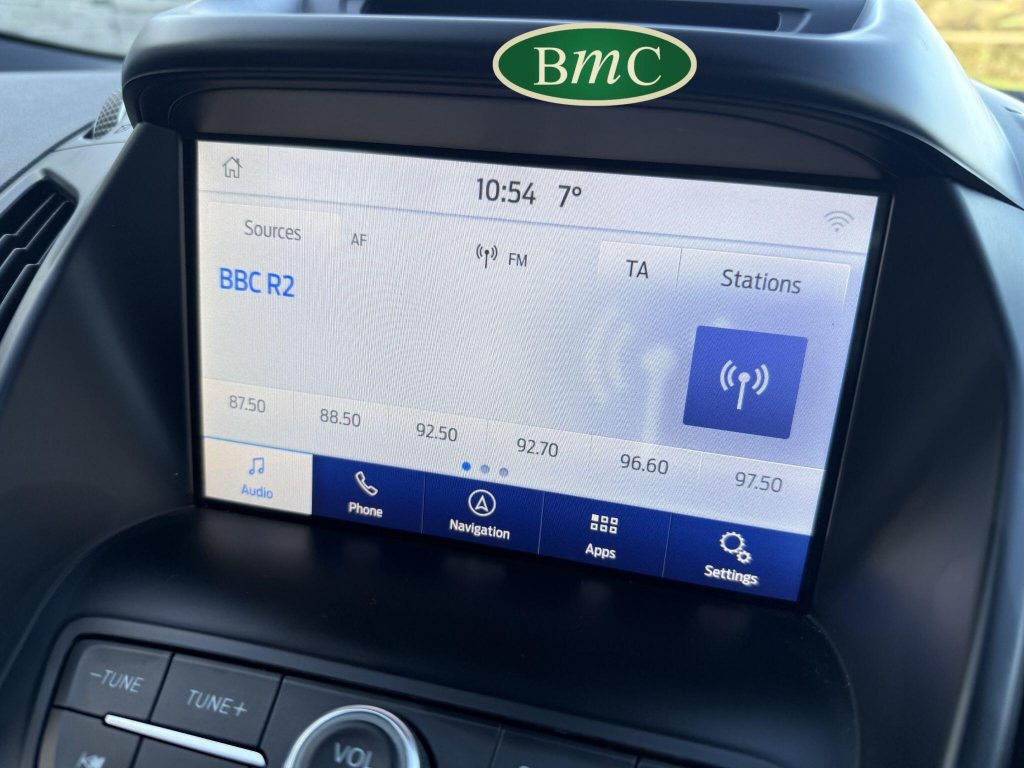 BmC
10:54 7°
Sources AF FM TA Stations
BBC R2
87.50 88.50 92.50 92.70 96.60 97.50
Audio Phone Navigation Apps Settings
-TUNE TUNE+
VOL